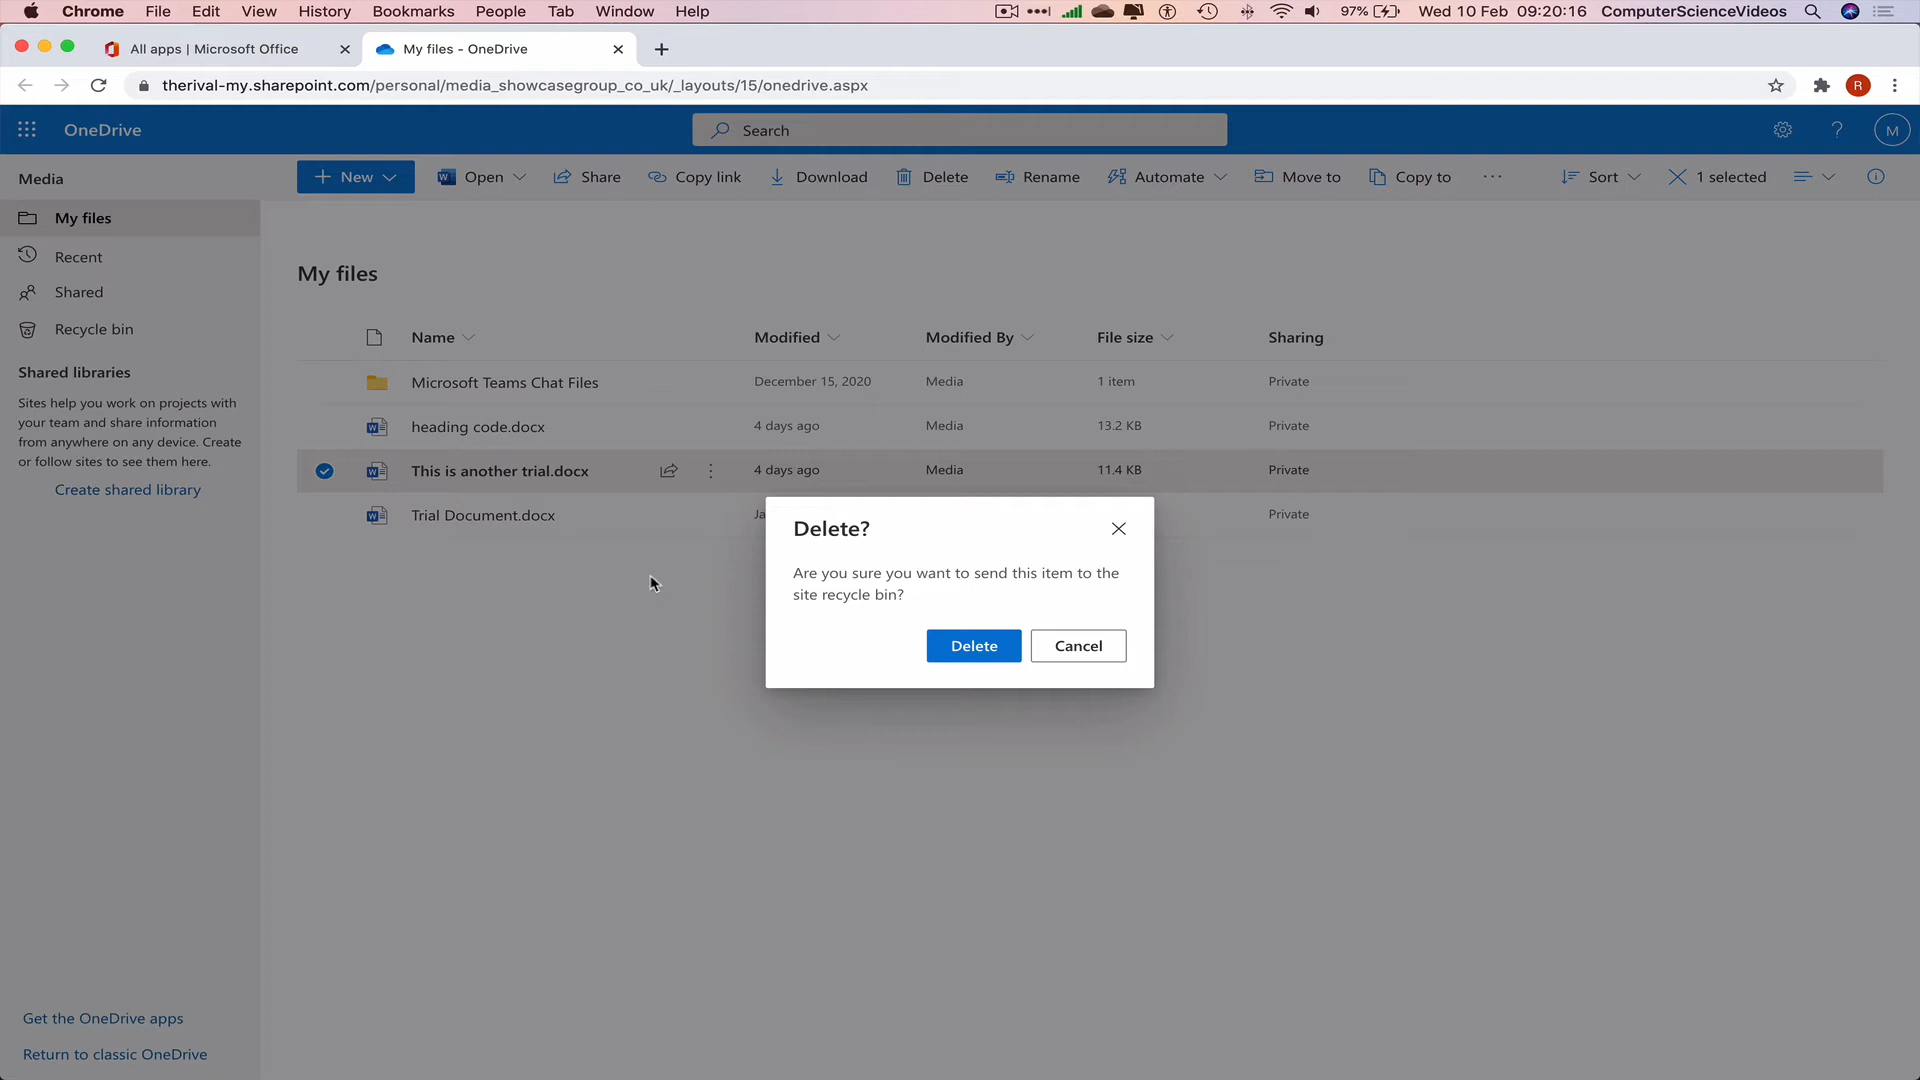 Chrome File Edit View History Bookmarks People Tab Window Help 97% Wed 10 Feb 09:20:16 ComputerScienceVideos
All apps | Microsoft Office My files - OneDrive
therival-my.sharepoint.com/personal/media_showcasegroup_co_uk/_layouts/15/onedrive.aspx R
OneDrive Search ? M
Media New Open Share Copy link Download Delete Rename Automate Move to Copy to Sort 1 selected
My files
Recent
Shared
Recycle bin
Shared libraries
Sites help you work on projects with
your team and share information
from anywhere on any device. Create
or follow sites to see them here.
Create shared library
Get the OneDrive apps
Return to classic OneDrive
My files
Name Modified Modified By File size Sharing
Microsoft Teams Chat Files December 15, 2020 Media 1 item Private
heading code.docx 4 days ago Media 13.2 KB Private
This is another trial.docx 4 days ago Media 11.4 KB Private
Trial Document.docx Private
Delete?
Are you sure you want to send this item to the
site recycle bin?
Delete Cancel